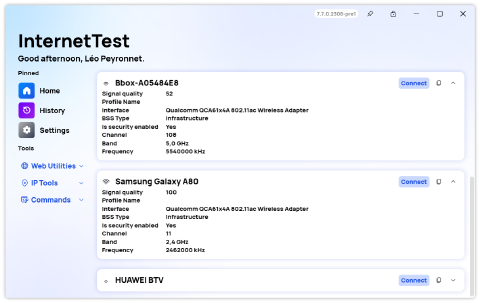 7.7.0.2308-pre1
InternetTest
Good afternoon, Léo Peyronnet.
Pinned
Home
History
Settings
Tools
Web Utilities
IP Tools
Commands
Bbox-A05484E8
Connect
Signal quality 52
Profile Name
Interface Qualcomm QCA61x4A 802.11ac Wireless Adapter
BSS Type Infrastructure
Is security enabled Yes
Channel 108
Band 5,0 GHz
Frequency 5540000 kHz
Samsung Galaxy A80
Connect
Signal quality 100
Profile Name
Interface Qualcomm QCA61x4A 802.11ac Wireless Adapter
BSS Type Infrastructure
Is security enabled Yes
Channel 11
Band 2,4 GHz
Frequency 2462000 kHz
HUAWEI BTV
Connect